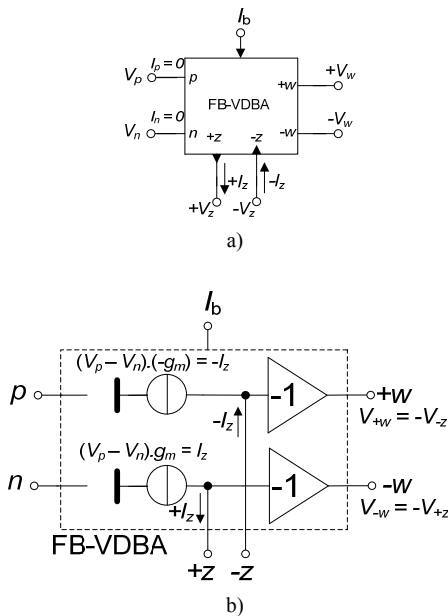 I_b
I_p = 0
V_p p +w +V_w
FB-VDBA
I_n = 0
V_n n +z -z -w -V_w
+I_z -I_z
+V_z -V_z
a)
I_b
(V_p – V_n).(-g_m) = -I_z
p -1 +w
-I_z V_{+w} = -V_{-z}
(V_p – V_n).g_m = I_z
n -1 -w
+I_z V_{-w} = -V_{+z}
FB-VDBA
+z -z
b)